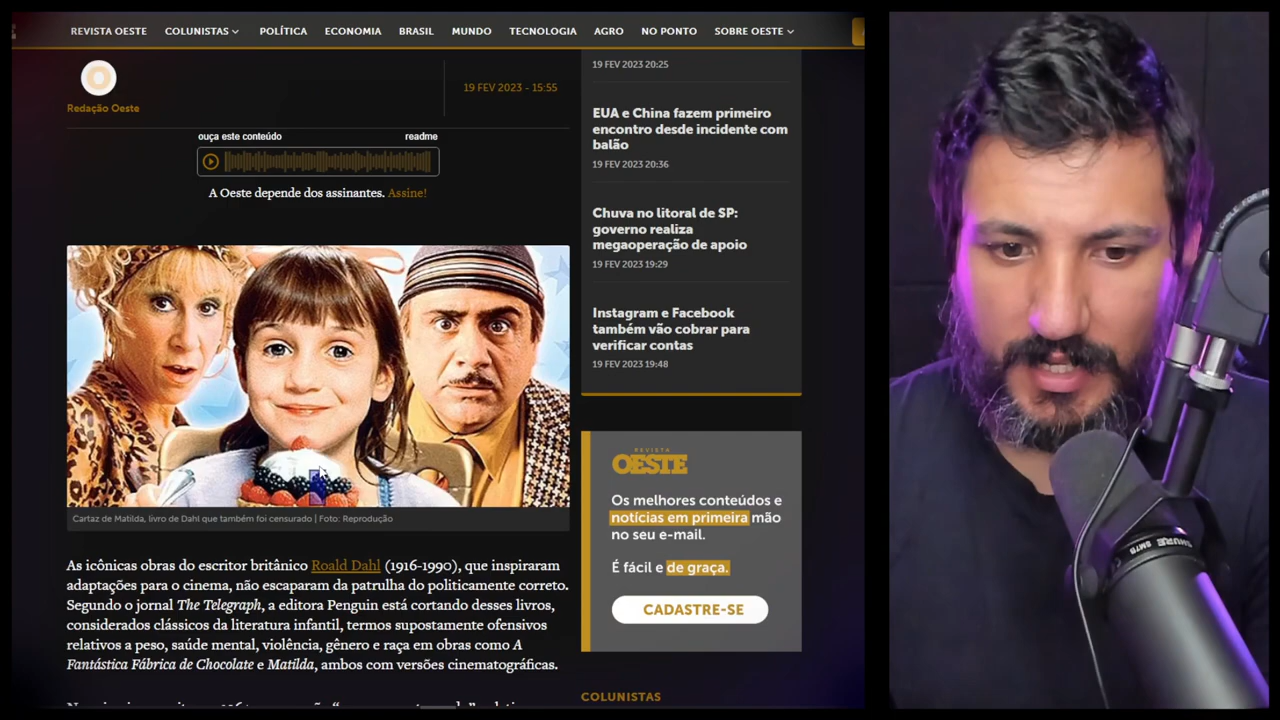 REVISTA OESTE COLUNISTAS POLÍTICA ECONOMIA BRASIL MUNDO TECNOLOGIA AGRO NO PONTO SOBRE OESTE
Redação Oeste
19 FEV 2023 - 15:55
ouça este conteúdo readme
A Oeste depende dos assinantes. Assine!
Cartaz de Matilda, livro de Dahl que também foi censurado | Foto: Reprodução
As icônicas obras do escritor britânico Roald Dahl (1916-1990), que inspiraram
adaptações para o cinema, não escaparam da patrulha do politicamente correto.
Segundo o jornal The Telegraph, a editora Penguin está cortando desses livros,
considerados clássicos da literatura infantil, termos supostamente ofensivos
relativos a peso, saúde mental, violência, gênero e raça em obras como A
Fantástica Fábrica de Chocolate e Matilda, ambos com versões cinematográficas.
19 FEV 2023 20:25
EUA e China fazem primeiro
encontro desde incidente com
balão
19 FEV 2023 20:36
Chuva no litoral de SP:
governo realiza
megaoperação de apoio
19 FEV 2023 19:29
Instagram e Facebook
também vão cobrar para
verificar contas
19 FEV 2023 19:48
REVISTA
OESTE
Os melhores conteúdos e
notícias em primeira mão
no seu e-mail.
É fácil e de graça.
CADASTRE-SE
COLUNISTAS
SHURE SM7B